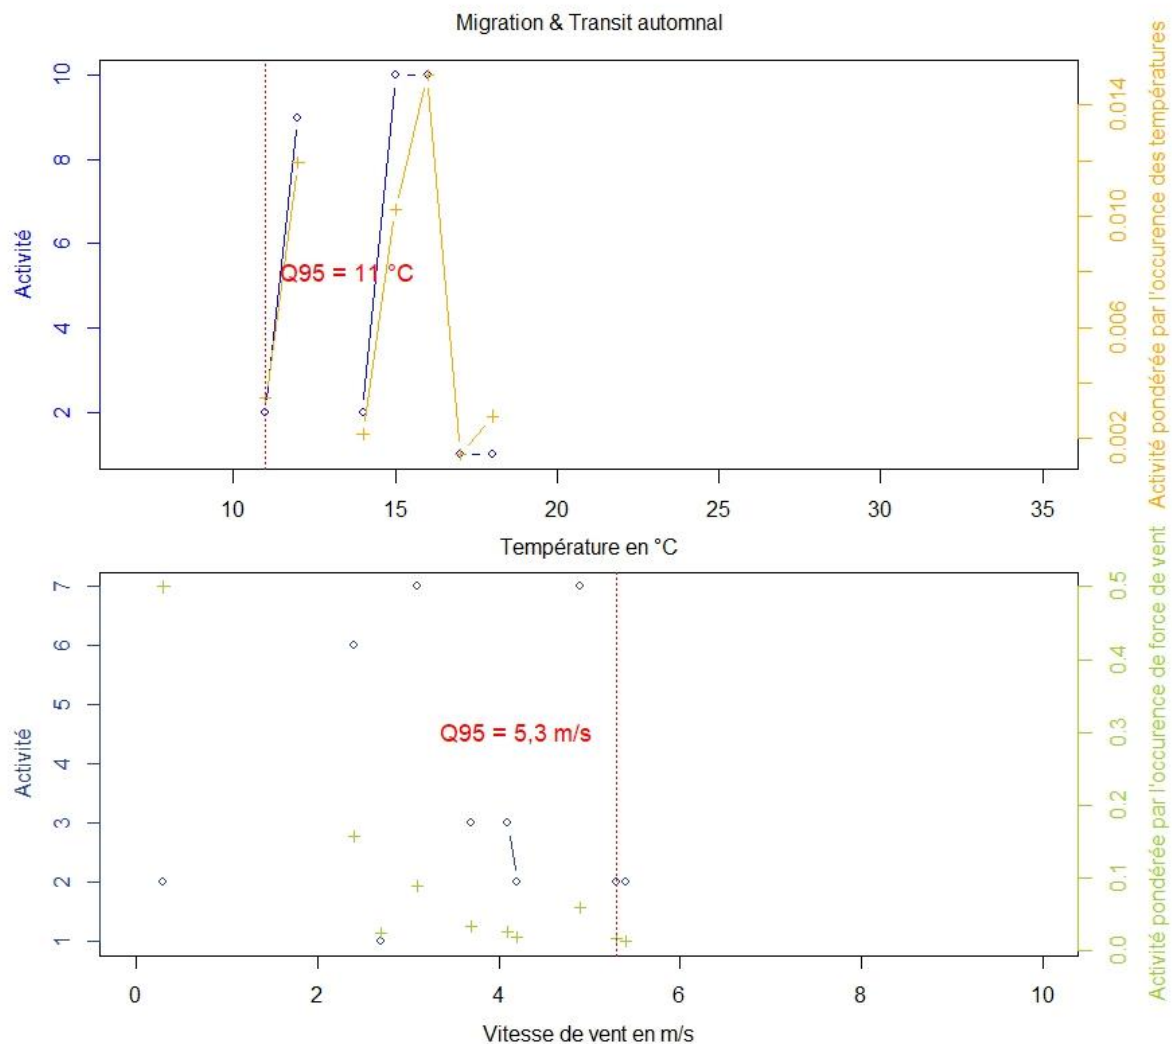 Migration & Transit automnal
Activité
10
8
6
4
2
Q95 = 11 °C
0.014
0.010
0.006
0.002
Activité pondérée par l'occurence des températures
10 15 20 25 30 35
Température en °C
Activité
7
6
5
4
3
2
1
Q95 = 5,3 m/s
0.5
0.4
0.3
0.2
0.1
0.0
Activité pondérée par l'occurence de force de vent
0 2 4 6 8 10
Vitesse de vent en m/s